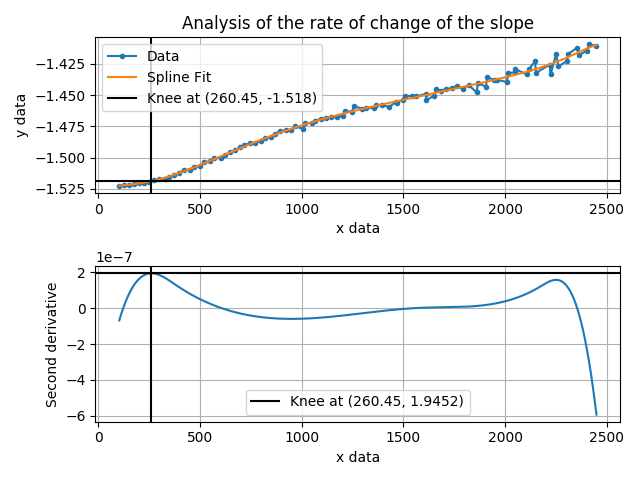 Analysis of the rate of change of the slope
Data
Spline Fit
Knee at (260.45, -1.518)
−1.425
−1.450
−1.475
−1.500
−1.525
y data
0
500
1000
1500
2000
2500
x data
1e−7
2
0
−2
−4
−6
Second derivative
Knee at (260.45, 1.9452)
0
500
1000
1500
2000
2500
x data